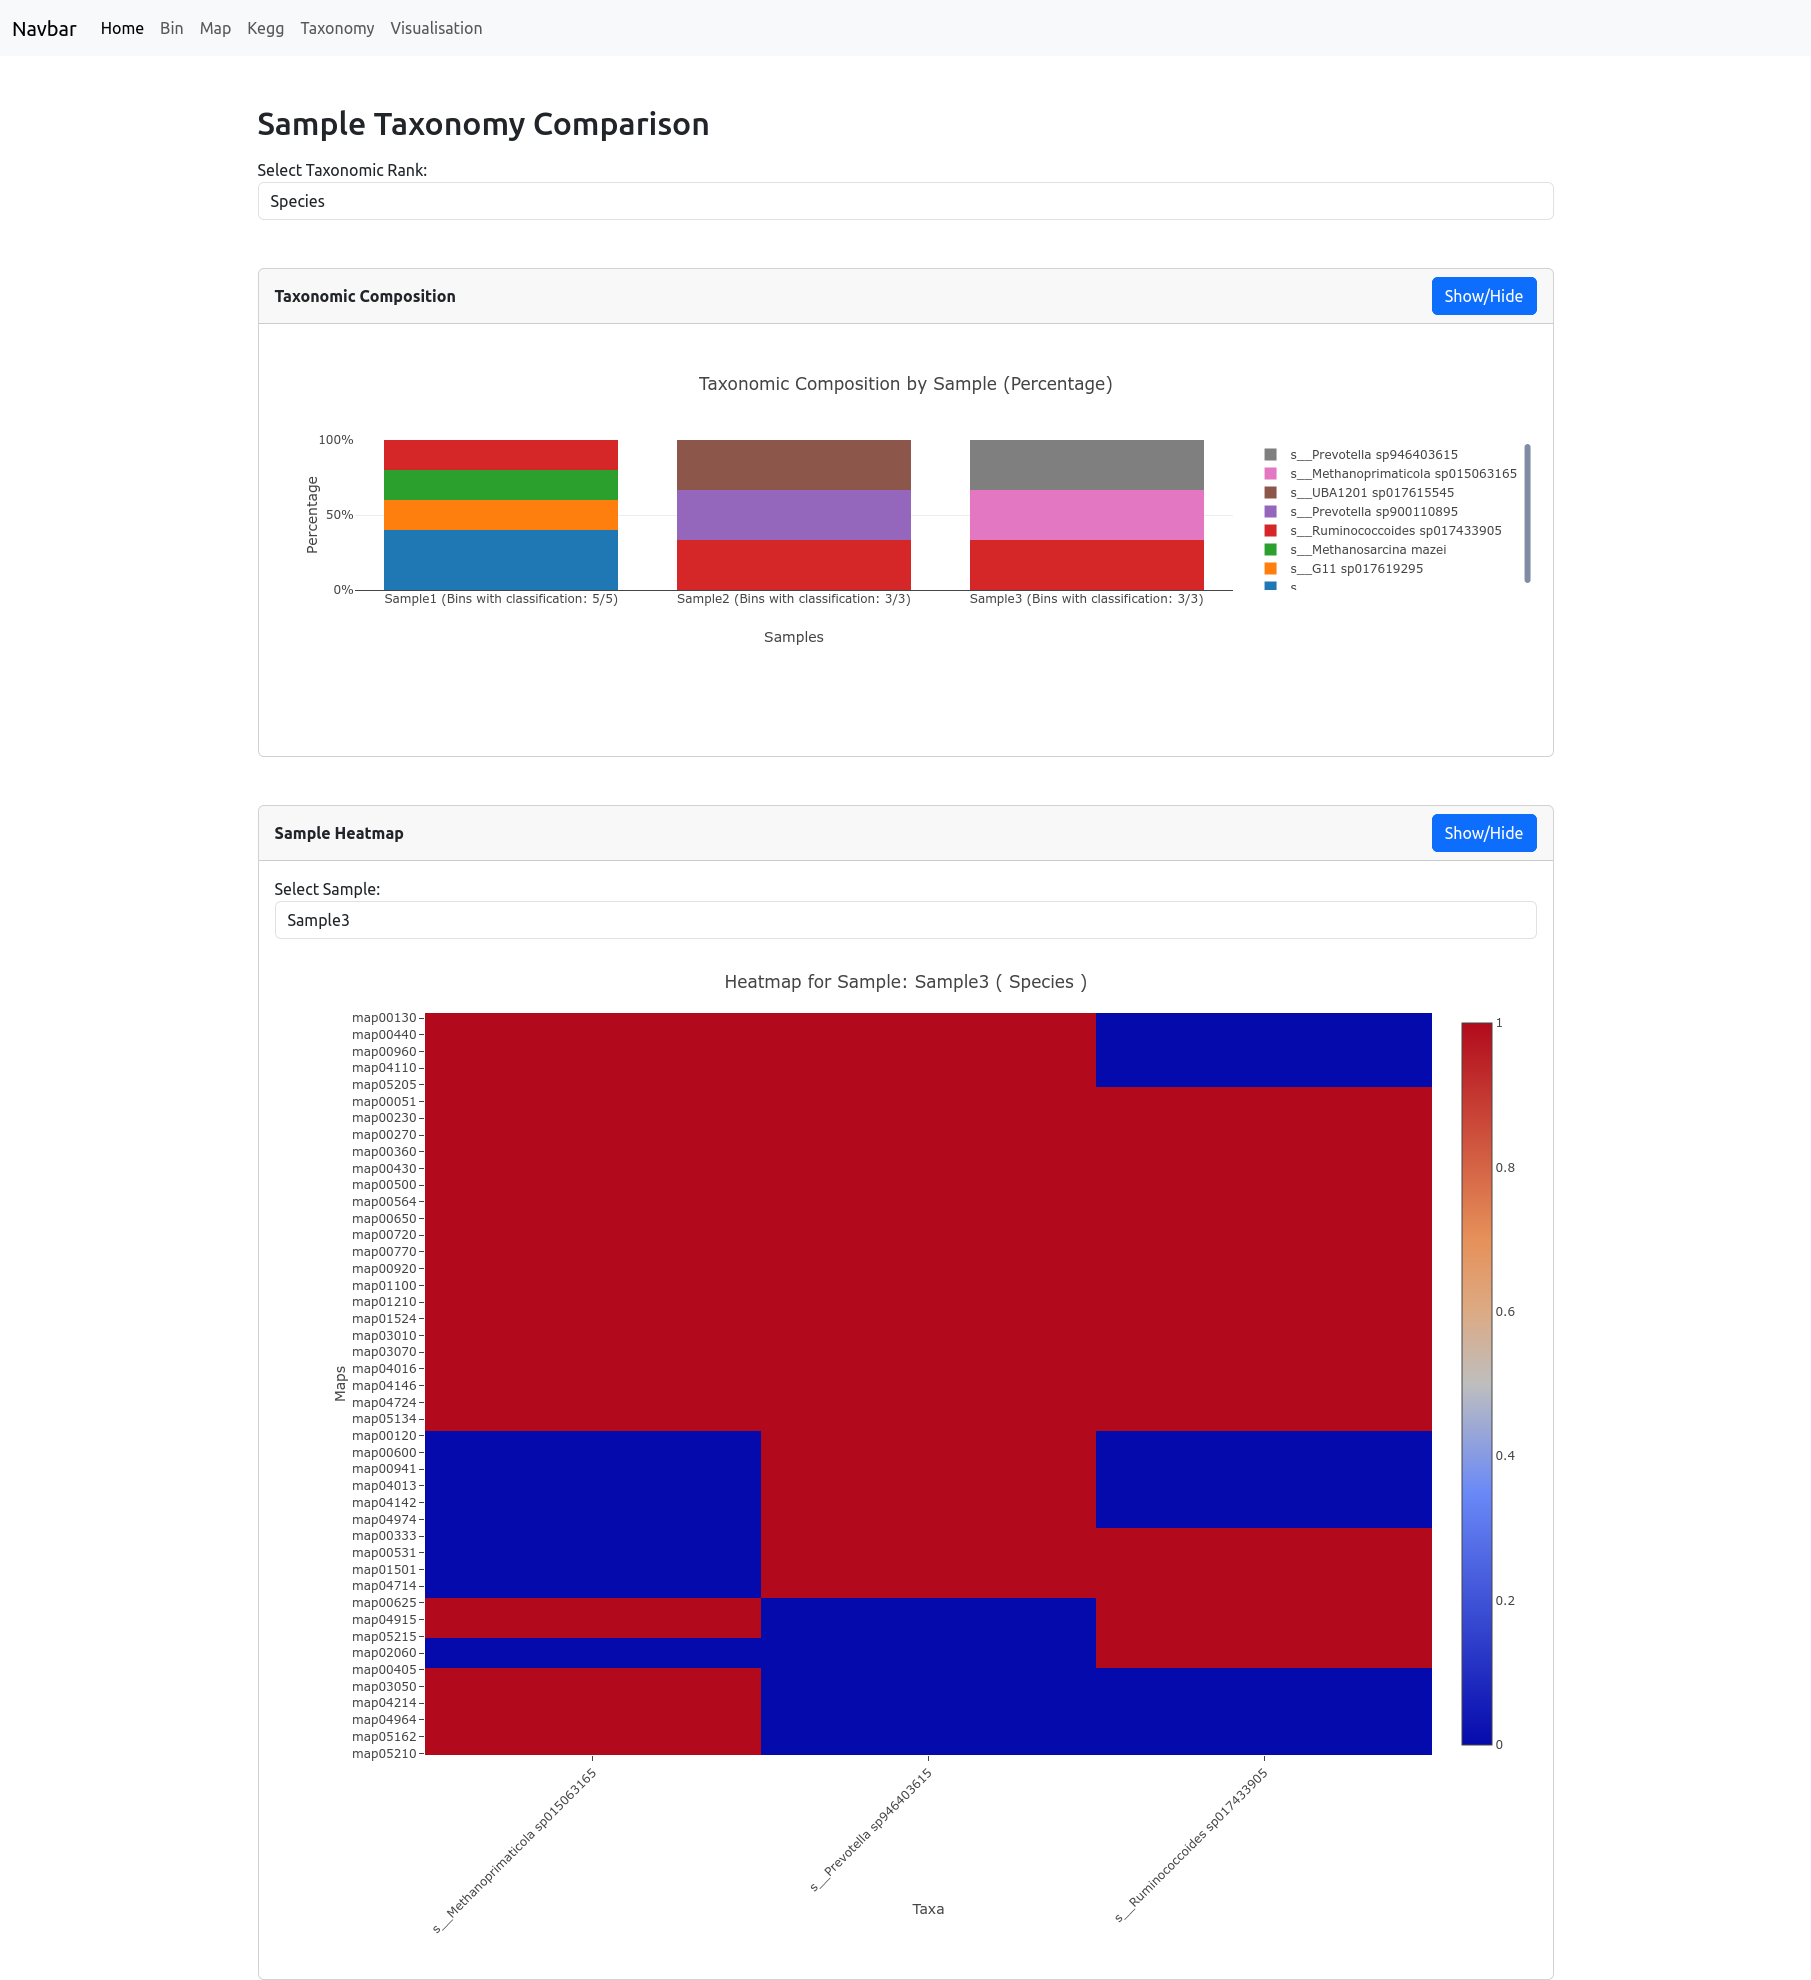 Navbar Home Bin Map Kegg Taxonomy Visualisation
Sample Taxonomy Comparison
Select Taxonomic Rank:
Species
Taxonomic Composition
Show/Hide
Taxonomic Composition by Sample (Percentage)
Percentage
100%
50%
0%
Sample1 (Bins with classification: 5/5)
Sample2 (Bins with classification: 3/3)
Sample3 (Bins with classification: 3/3)
Samples
s__Prevotella sp946403615
s__Methanoprimaticola sp015063165
s__UBA1201 sp017615545
s__Prevotella sp900110895
s__Ruminococcoides sp017433905
s__Methanosarcina mazei
s__G11 sp017619295
Sample Heatmap
Show/Hide
Select Sample:
Sample3
Heatmap for Sample: Sample3 ( Species )
Maps
map00130
map00440
map00960
map04110
map05205
map00051
map00230
map00270
map00360
map00430
map00500
map00564
map00650
map00720
map00770
map00920
map01100
map01210
map01524
map03010
map03070
map04016
map04146
map04724
map05134
map00120
map00600
map00941
map04013
map04142
map04974
map00333
map00531
map01501
map04714
map00625
map04915
map05215
map02060
map00405
map03050
map04214
map04964
map05162
map05210
1
0.8
0.6
0.4
0.2
0
s__Methanoprimaticola sp015063165
s__Prevotella sp946403615
s__Ruminococcoides sp017433905
Taxa